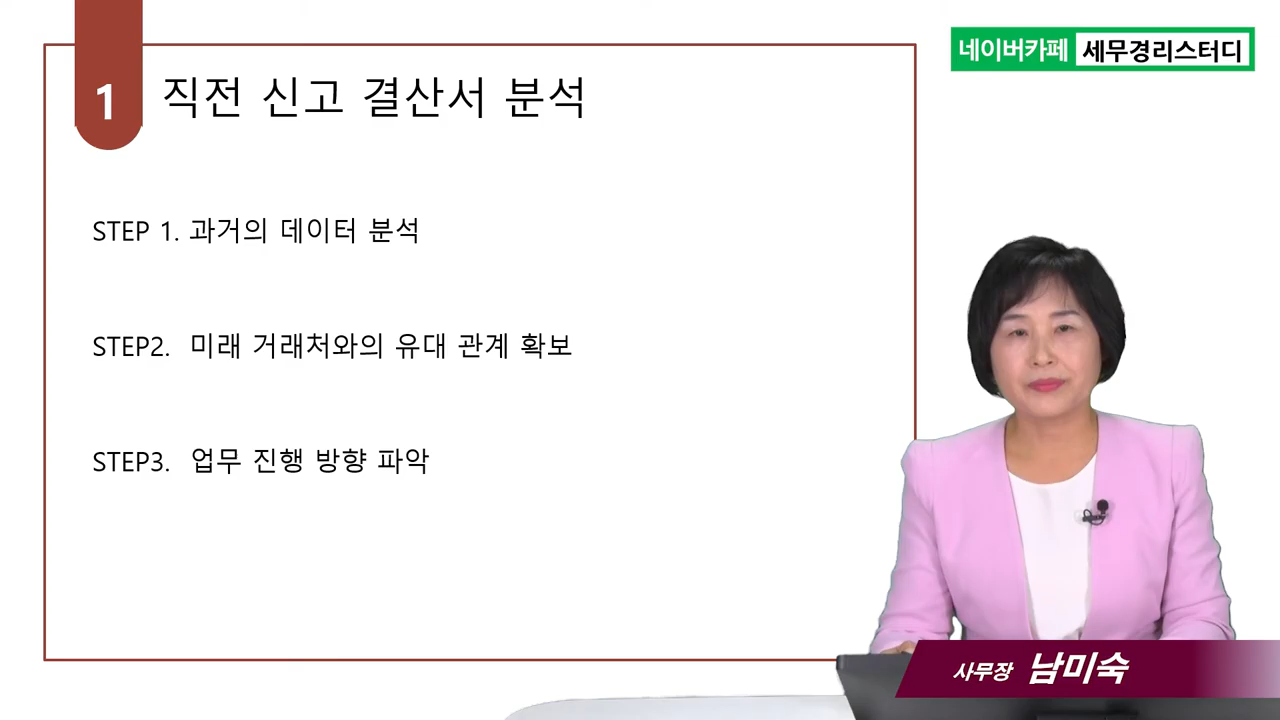 네이버카페 세무경리스터디
1 직전 신고 결산서 분석
STEP 1. 과거의 데이터 분석
STEP2. 미래 거래처와의 유대 관계 확보
STEP3. 업무 진행 방향 파악
사무장 남미숙